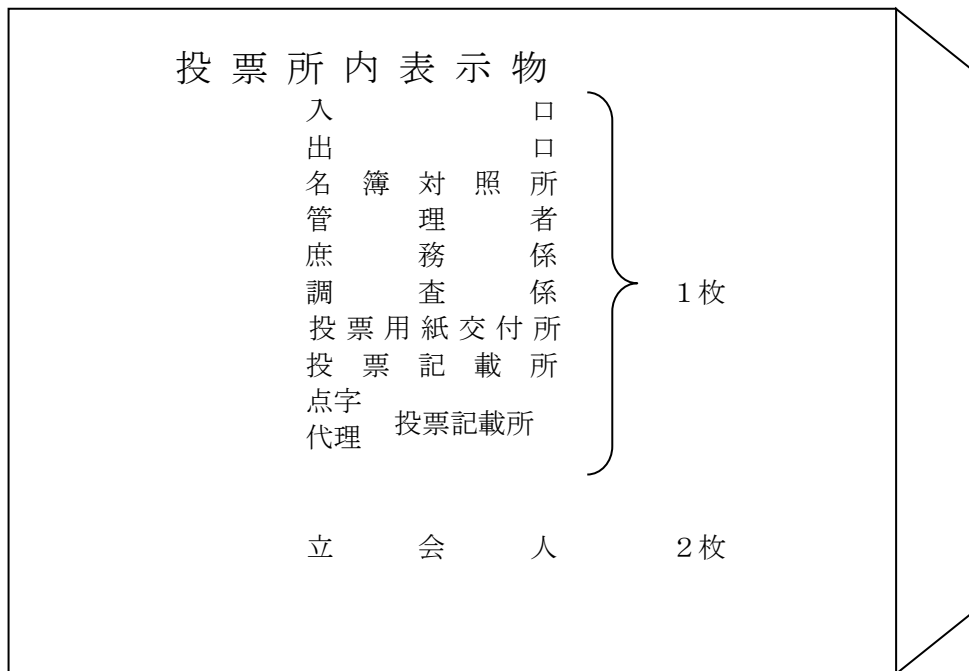 投票所内表示物
入口
出口
名簿対照所
管理者
庶務係
調査係
投票用紙交付所
投票記載所
点字
代理
投票記載所
1枚
立会人 2枚